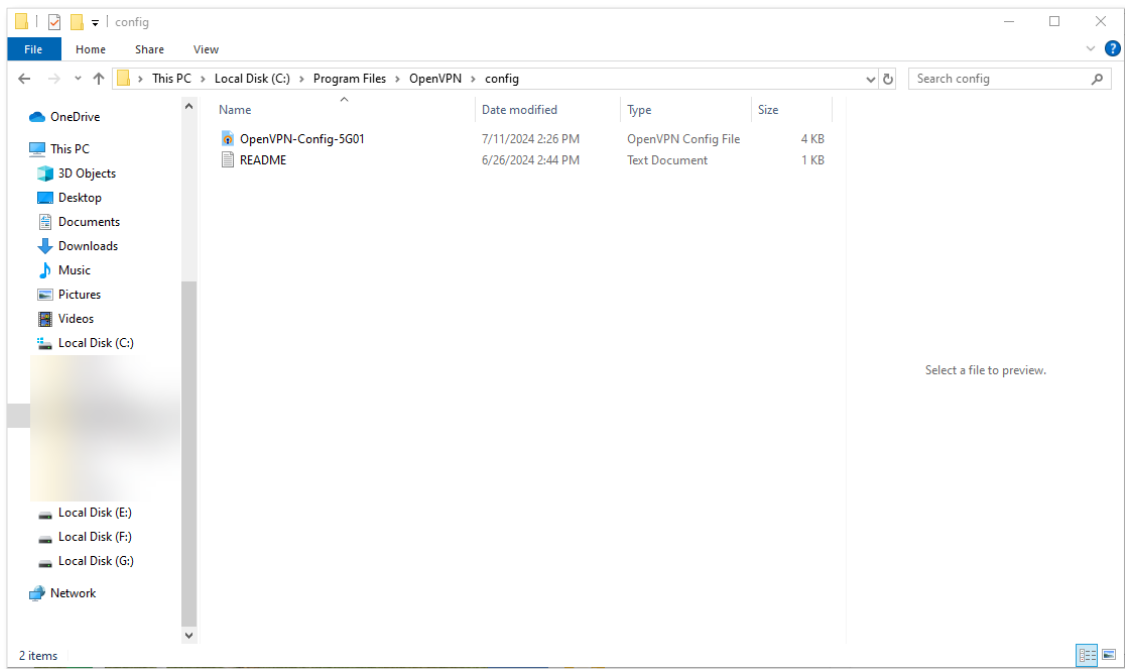 config
File Home Share View
This PC > Local Disk (C:) > Program Files > OpenVPN > config
Search config
Name Date modified Type Size
OpenVPN-Config-5G01 7/11/2024 2:26 PM OpenVPN Config File 4 KB
README 6/26/2024 2:44 PM Text Document 1 KB
OneDrive
This PC
3D Objects
Desktop
Documents
Downloads
Music
Pictures
Videos
Local Disk (C:)
Local Disk (E:)
Local Disk (F:)
Local Disk (G:)
Network
Select a file to preview.
2 items